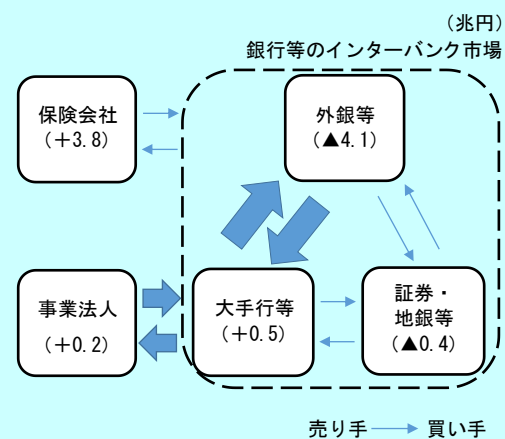 （兆円）
銀行等のインターバンク市場
保険会社
（＋3.8）
外銀等
（▲4.1）
事業法人
（＋0.2）
大手行等
（＋0.5）
証券・
地銀等
（▲0.4）
売り手 → 買い手